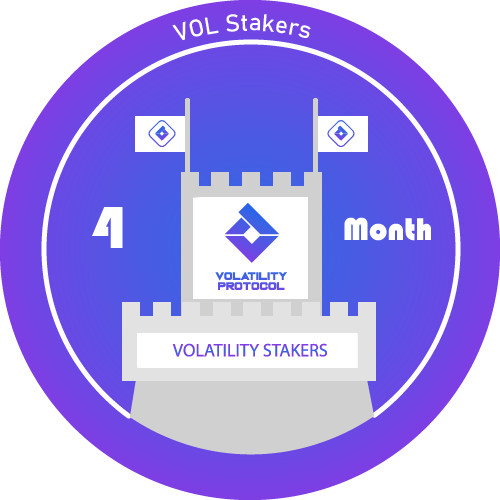 VOL Stakers
4 Month
VOLATILITY
PROTOCOL
VOLATILITY STAKERS